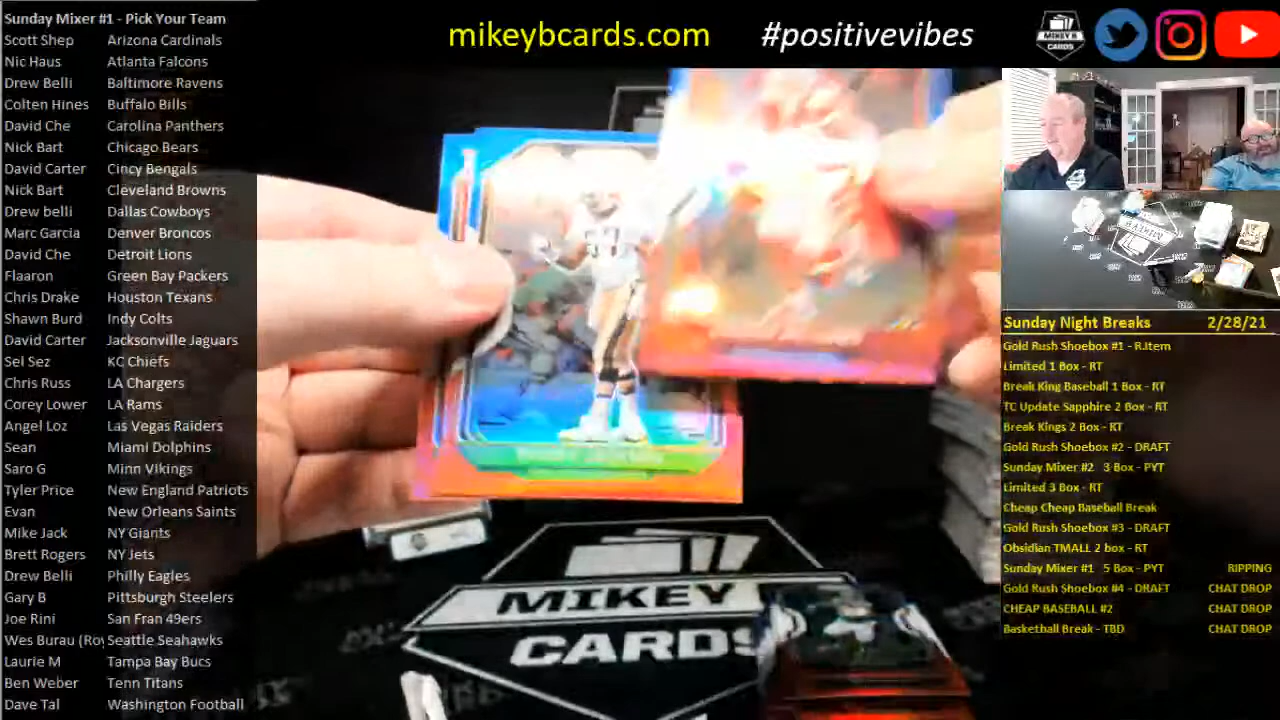 Sunday Mixer #1 - Pick Your Team
Scott Shep Arizona Cardinals
Nic Haus Atlanta Falcons
Drew Belli Baltimore Ravens
Colten Hines Buffalo Bills
David Che Carolina Panthers
Nick Bart Chicago Bears
David Carter Cincy Bengals
Nick Bart Cleveland Browns
Drew belli Dallas Cowboys
Marc Garcia Denver Broncos
David Che Detroit Lions
Flaaron Green Bay Packers
Chris Drake Houston Texans
Shawn Burd Indy Colts
David Carter Jacksonville Jaguars
Sel Sez KC Chiefs
Chris Russ LA Chargers
Corey Lower LA Rams
Angel Loz Las Vegas Raiders
Sean Miami Dolphins
Saro G Minn Vikings
Tyler Price New England Patriots
Evan New Orleans Saints
Mike Jack NY Giants
Brett Rogers NY Jets
Drew Belli Philly Eagles
Gary B Pittsburgh Steelers
Joe Rini San Fran 49ers
Wes Burau (Roy Seattle Seahawks
Laurie M Tampa Bay Bucs
Ben Weber Tenn Titans
Dave Tal Washington Football
mikeybcards.com #positivevibes
MIKEY B
CARDS
57
MIKEY
CARDS
Sunday Night Breaks 2/28/21
Gold Rush Shoebox #1 - R.Item
Limited 1 Box - RT
Break King Baseball 1 Box - RT
TC Update Sapphire 2 Box - RT
Break Kings 2 Box - RT
Gold Rush Shoebox #2 - DRAFT
Sunday Mixer #2 3 Box - PYT
Limited 3 Box - RT
Cheap Cheap Baseball Break
Gold Rush Shoebox #3 - DRAFT
Obsidian TMALL 2 box - RT
Sunday Mixer #1 5 Box - PYT RIPPING
Gold Rush Shoebox #4 - DRAFT CHAT DROP
CHEAP BASEBALL #2 CHAT DROP
Basketball Break - TBD CHAT DROP